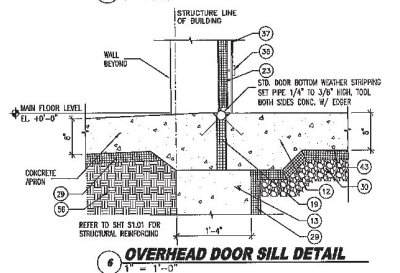 STRUCTURE LINE
OF BUILDING
37
36
WALL
BEYOND
23
STD. DOOR BOTTOM WEATHER STRIPPING
SET PIPE 1/4" TO 3/8" HIGH, TOOL
BOTH SIDES CONC. W/ EDGER
MAIN FLOOR LEVEL
EL. +0'-0"
8"
8"
CONCRETE
APRON
29
56
43
30
12
19
13
29
REFER TO SHT S1.01 FOR
STRUCTURAL REINFORCING
1'-4"
6
OVERHEAD DOOR SILL DETAIL
1" = 1'-0"